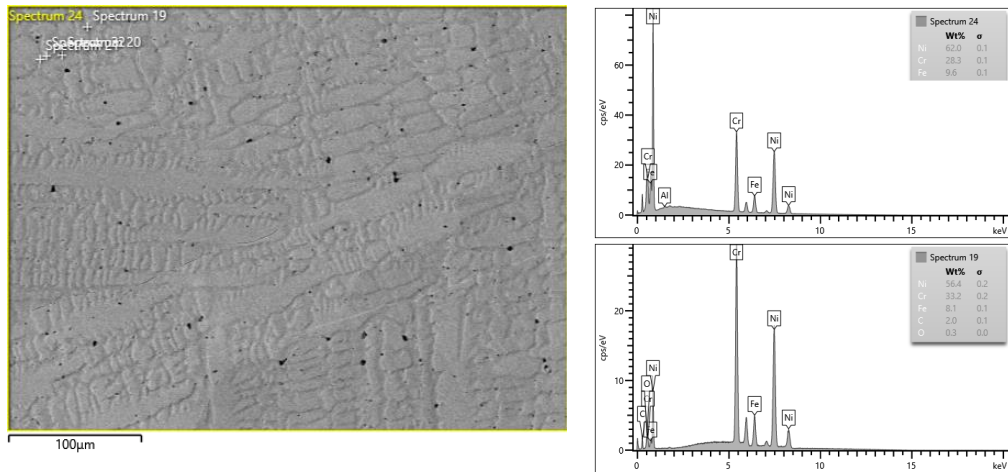 Spectrum 24 Spectrum 19
100µm
cps/eV
60
40
20
0
Ni
Cr
Fe
Al
Cr
Fe
Ni
Ni
0 5 10 15 keV
Spectrum 24
Wt% σ
Ni 62.0 0.1
Cr 28.3 0.1
Fe 9.6 0.1
cps/eV
20
10
0
C
O
Cr
Fe
Ni
Cr
Fe
Ni
Ni
0 5 10 15 keV
Spectrum 19
Wt% σ
Ni 56.4 0.2
Cr 33.2 0.2
Fe 8.1 0.1
C 2.0 0.1
O 0.3 0.0